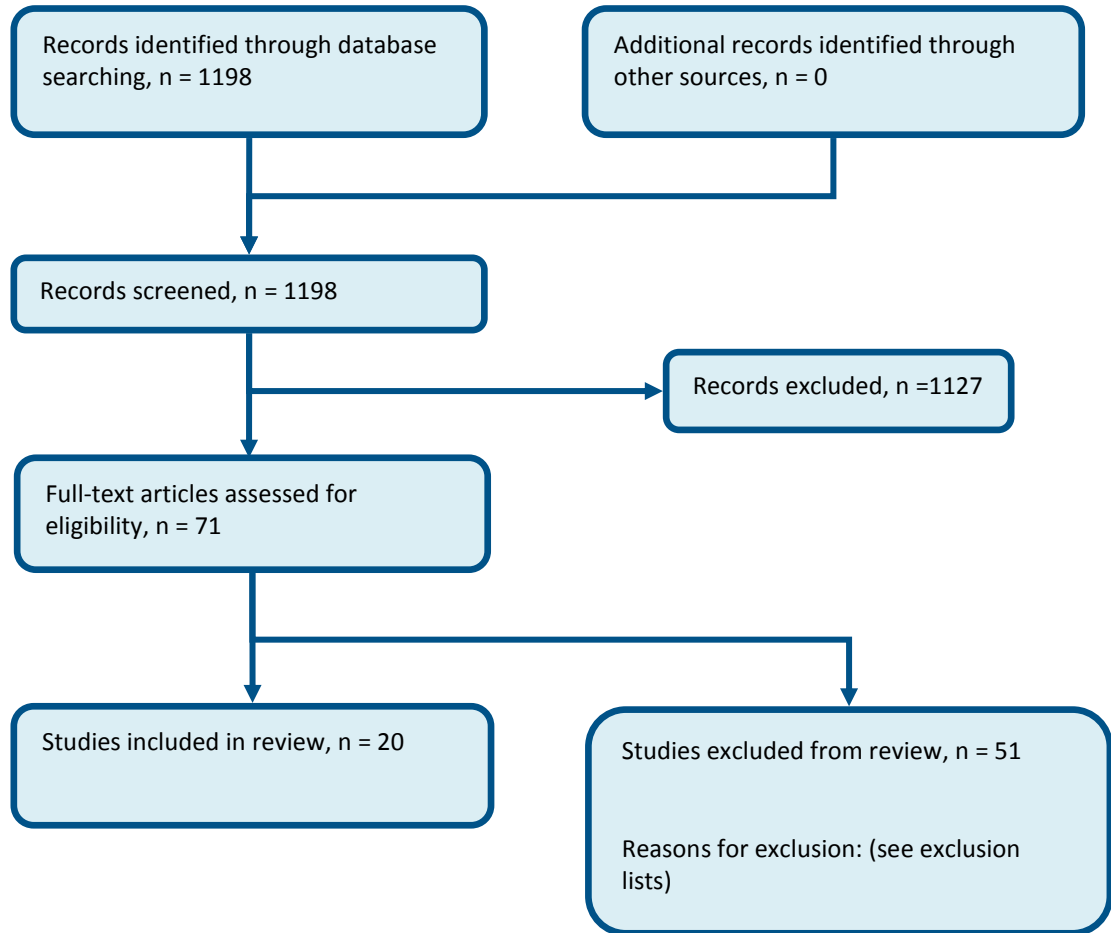 Records identified through database
searching, n = 1198
Additional records identified through
other sources, n = 0
Records screened, n = 1198
Records excluded, n =1127
Full-text articles assessed for
eligibility, n = 71
Studies included in review, n = 20
Studies excluded from review, n = 51
Reasons for exclusion: (see exclusion
lists)